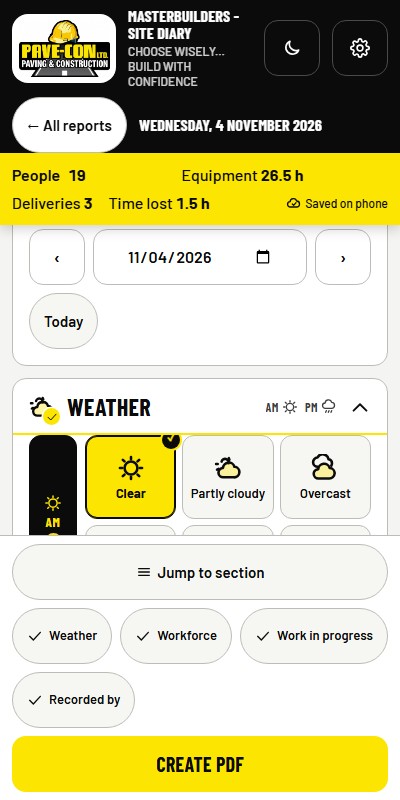 PAVE-CON LTD.
PAVING & CONSTRUCTION
MASTERBUILDERS -
SITE DIARY
CHOOSE WISELY...
BUILD WITH
CONFIDENCE
← All reports
WEDNESDAY, 4 NOVEMBER 2026
People 19
Equipment 26.5 h
Deliveries 3
Time lost 1.5 h
Saved on phone
‹
11/04/2026
›
Today
WEATHER
AM
PM
AM
Clear
Partly cloudy
Overcast
Jump to section
Weather
Workforce
Work in progress
Recorded by
CREATE PDF